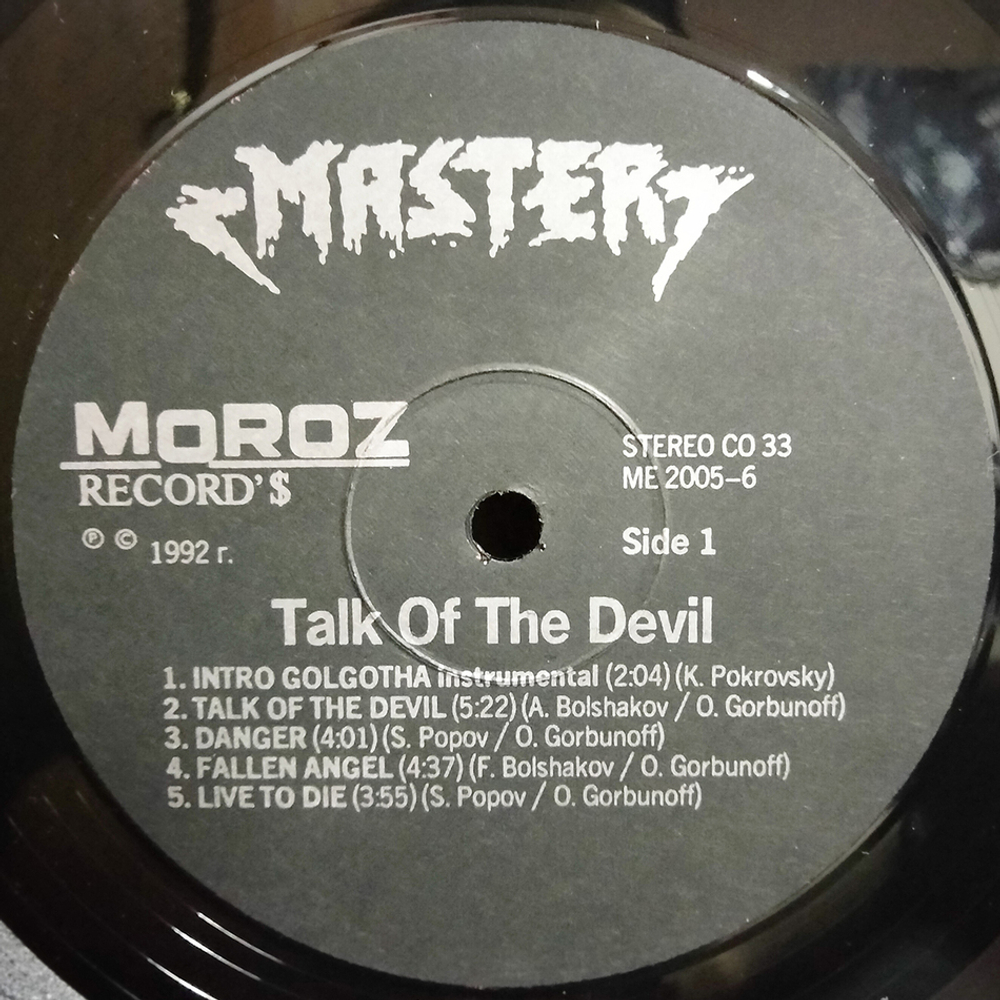 MASTER
MOROZ
RECORD'$
℗ © 1992 г.
STEREO CO 33
ME 2005-6
Side 1
Talk Of The Devil
1. INTRO GOLGOTHA instrumental (2:04) (K. Pokrovsky)
2. TALK OF THE DEVIL (5:22) (A. Bolshakov / O. Gorbunoff)
3. DANGER (4:01) (S. Popov / O. Gorbunoff)
4. FALLEN ANGEL (4:37) (F. Bolshakov / O. Gorbunoff)
5. LIVE TO DIE (3:55) (S. Popov / O. Gorbunoff)